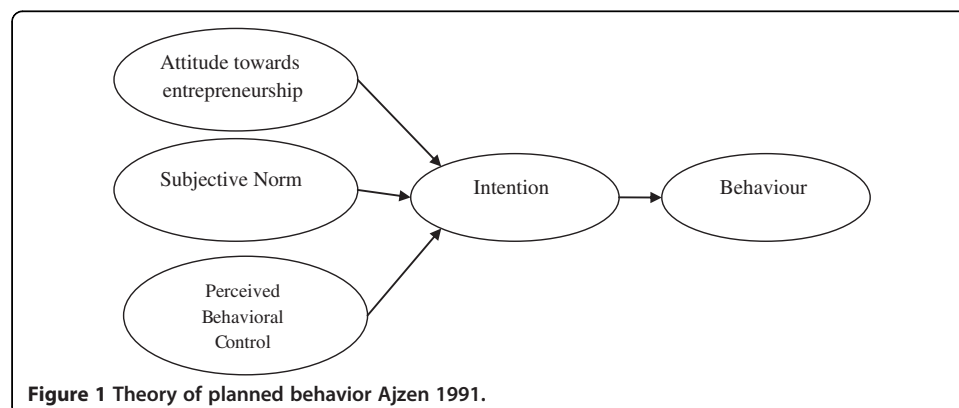 Attitude towards
entrepreneurship
Subjective Norm
Intention
Behaviour
Perceived
Behavioral
Control
Figure 1 Theory of planned behavior Ajzen 1991.